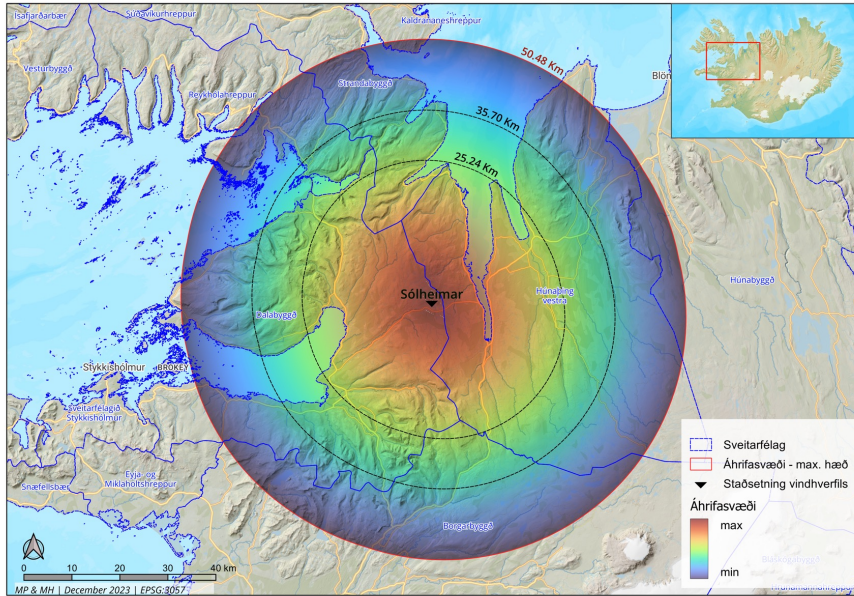 Ísafjarðarbær
Súðavíkurhreppur
Kaldrananeshreppur
Vesturbyggð
Reykhólahreppur
Strandabyggð
50.48 Km
Blön
35.70 Km
25.24 Km
Sólheimar
Húnaþing
vestra
Húnabyggð
Dalabyggð
Stykkishólmur
BROKEY
Sveitarfélagið
Stykkishólmur
Eyja- og
Miklaholtshreppur
Snæfellsbær
Borgarbyggð
Sveitarfélag
Áhrifasvæði - max. hæð
Staðsetning vindhverfils
Áhrifasvæði
max
min
0 10 20 30 40 km
MP & MH | December 2023 | EPSG:3057